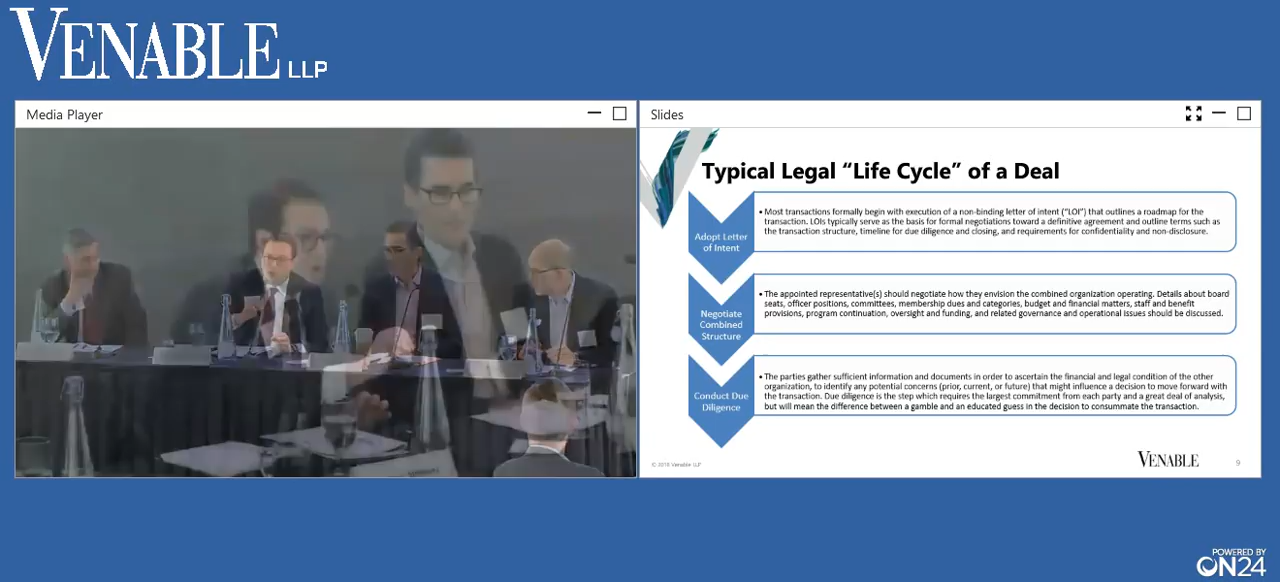 VENABLE LLP
Media Player
Slides
Typical Legal “Life Cycle” of a Deal
Adopt Letter
of Intent
• Most transactions formally begin with execution of a non-binding letter of intent (“LOI”) that outlines a roadmap for the
transaction. LOIs typically serve as the basis for formal negotiations toward a definitive agreement and outline terms such as
the transaction structure, timeline for due diligence and closing, and requirements for confidentiality and non-disclosure.
Negotiate
Combined
Structure
• The appointed representative(s) should negotiate how they envision the combined organization operating. Details about board
seats, officer positions, committees, membership dues and categories, budget and financial matters, staff and benefit
provisions, program continuation, oversight and funding, and related governance and operational issues should be discussed.
Conduct Due
Diligence
• The parties gather sufficient information and documents in order to ascertain the financial and legal condition of the other
organization, to identify any potential concerns (prior, current, or future) that might influence a decision to move forward with
the transaction. Due diligence is the step which requires the largest commitment from each party and a great deal of analysis,
but will mean the difference between a gamble and an educated guess in the decision to consummate the transaction.
© 2018 Venable LLP
VENABLE
9
POWERED BY
ON24